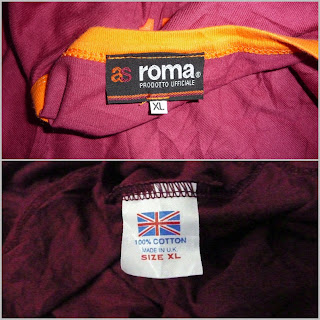 as roma®
PRODOTTO UFFICIALE
XL
100% COTTON
MADE IN U.K
SIZE XL